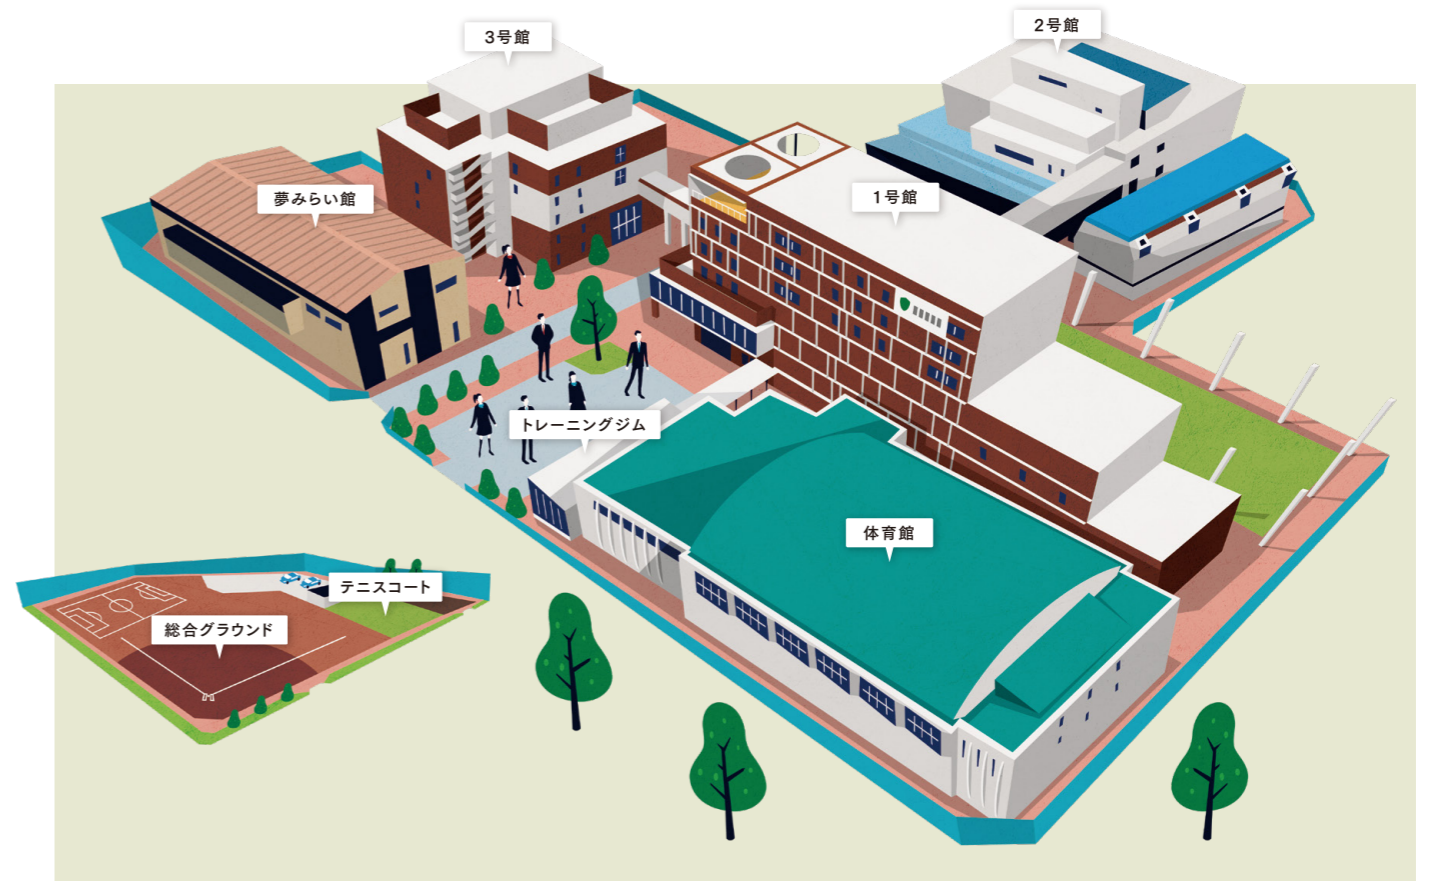 3号館
2号館
夢みらい館
1号館
トレーニングジム
体育館
テニスコート
総合グラウンド